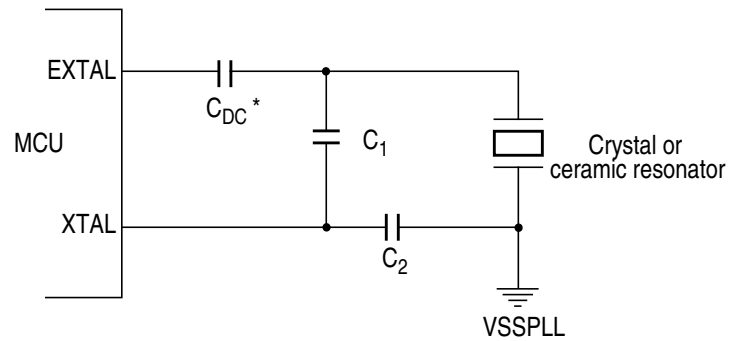 EXTAL
C_DC *
MCU
C_1
Crystal or
ceramic resonator
XTAL
C_2
VSSPLL